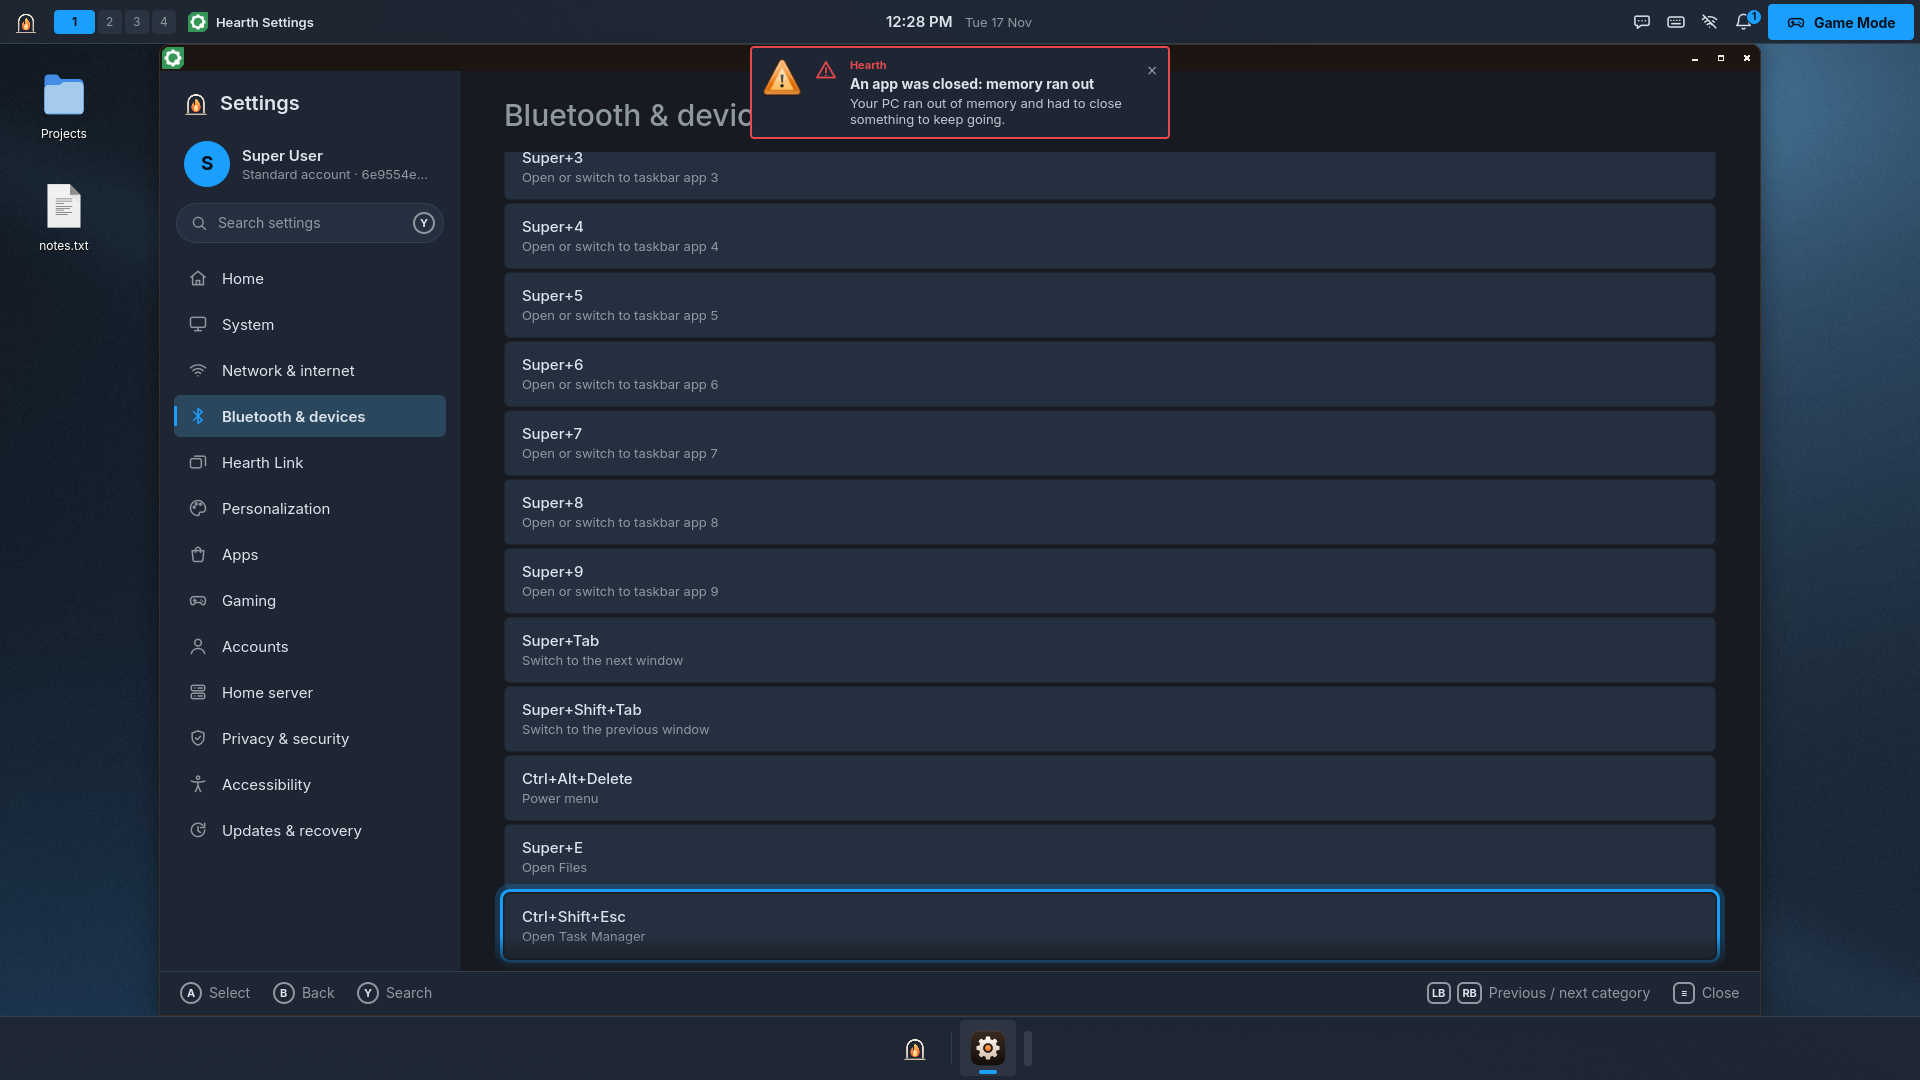 1
2
3
4
Hearth Settings
12:28 PM Tue 17 Nov
1
Game Mode
Projects
notes.txt
Settings
S
Super User
Standard account · 6e9554e...
Search settings
Y
Home
System
Network & internet
Bluetooth & devices
Hearth Link
Personalization
Apps
Gaming
Accounts
Home server
Privacy & security
Accessibility
Updates & recovery
Hearth
An app was closed: memory ran out
Your PC ran out of memory and had to close
something to keep going.
Super+3
Open or switch to taskbar app 3
Super+4
Open or switch to taskbar app 4
Super+5
Open or switch to taskbar app 5
Super+6
Open or switch to taskbar app 6
Super+7
Open or switch to taskbar app 7
Super+8
Open or switch to taskbar app 8
Super+9
Open or switch to taskbar app 9
Super+Tab
Switch to the next window
Super+Shift+Tab
Switch to the previous window
Ctrl+Alt+Delete
Power menu
Super+E
Open Files
Ctrl+Shift+Esc
Open Task Manager
A Select
B Back
Y Search
LB RB Previous / next category
Close